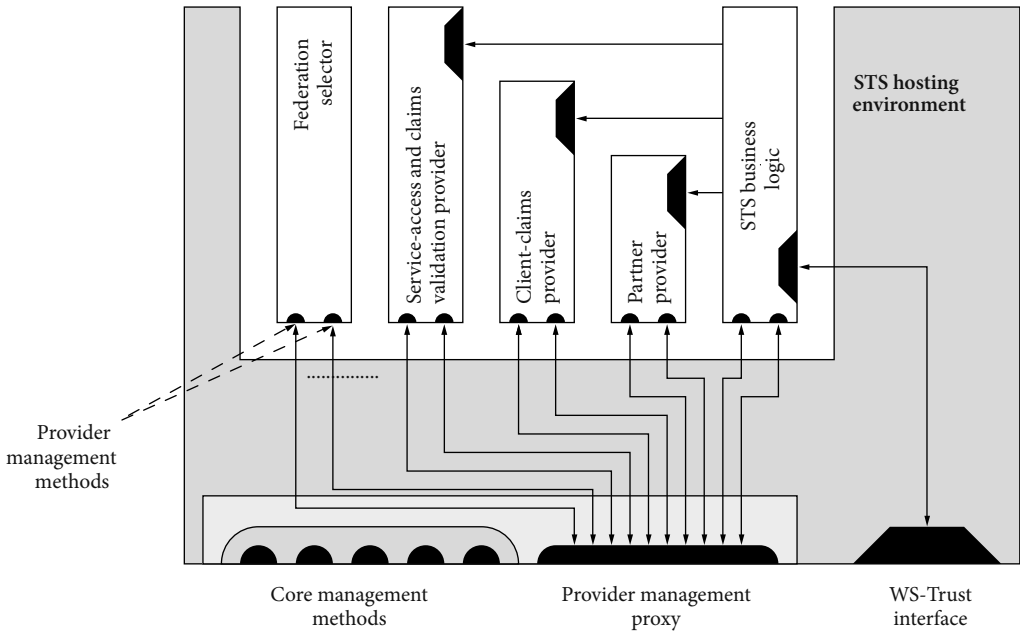 Federation
selector
Service-access and claims
validation provider
Client-claims
provider
Partner
provider
STS business
logic
STS hosting
environment
Provider
management
methods
Core management
methods
Provider management
proxy
WS-Trust
interface